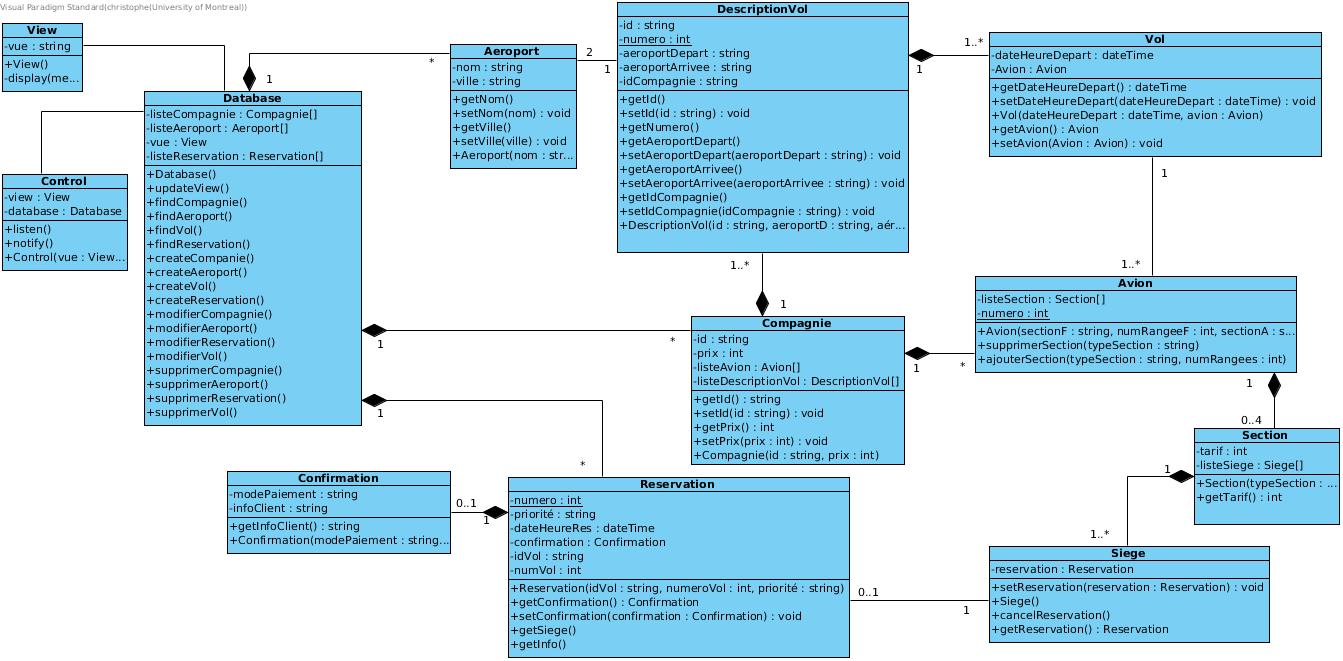 Visual Paradigm Standard(christophe(University of Montreal))
View
-vue : string
+View()
-display(me...
Control
-view : View
-database : Database
+listen()
+notify()
+Control(vue : View...
1
Database
-listeCompagnie : Compagnie[]
-listeAeroport : Aeroport[]
-vue : View
-listeReservation : Reservation[]
+Database()
+updateView()
+findCompagnie()
+findAeroport()
+findVol()
+findReservation()
+createCompanie()
+createAeroport()
+createVol()
+createReservation()
+modifierCompagnie()
+modifierAeroport()
+modifierReservation()
+modifierVol()
+supprimerCompagnie()
+supprimerAeroport()
+supprimerReservation()
+supprimerVol()
1
*
1
*
*
Aeroport
-nom : string
-ville : string
+getNom()
+setNom(nom) : void
+getVille()
+setVille(ville) : void
+Aeroport(nom : str...
2
1
DescriptionVol
-id : string
-numero : int
-aeroportDepart : string
-aeroportArrivee : string
-idCompagnie : string
+getId()
+setId(id : string) : void
+getNumero()
+getAeroportDepart()
+setAeroportDepart(aeroportDepart : string) : void
+getAeroportArrivee()
+setAeroportArrivee(aeroportArrivee : string) : void
+getIdCompagnie()
+setIdCompagnie(idCompagnie : string) : void
+DescriptionVol(id : string, aeroportD : string, aér...
1
1..*
Vol
-dateHeureDepart : dateTime
-Avion : Avion
+getDateHeureDepart() : dateTime
+setDateHeureDepart(dateHeureDepart : dateTime) : void
+Vol(dateHeureDepart : dateTime, avion : Avion)
+getAvion() : Avion
+setAvion(Avion : Avion) : void
1
1..*
1..*
1
Compagnie
-id : string
-prix : int
-listeAvion : Avion[]
-listeDescriptionVol : DescriptionVol[]
+getId() : string
+setId(id : string) : void
+getPrix() : int
+setPrix(prix : int) : void
+Compagnie(id : string, prix : int)
1
*
Avion
-listeSection : Section[]
-numero : int
+Avion(sectionF : string, numRangeeF : int, sectionA : s...
+supprimerSection(typeSection : string)
+ajouterSection(typeSection : string, numRangees : int)
1
0..4
Section
-tarif : int
-listeSiege : Siege[]
+Section(typeSection : ...
+getTarif() : int
1
1..*
Confirmation
-modePaiement : string
-infoClient : string
+getInfoClient() : string
+Confirmation(modePaiement : string...
0..1
1
Reservation
-numero : int
-priorité : string
-dateHeureRes : dateTime
-confirmation : Confirmation
-idVol : string
-numVol : int
+Reservation(idVol : string, numeroVol : int, priorité : string)
+getConfirmation() : Confirmation
+setConfirmation(confirmation : Confirmation) : void
+getSiege()
+getInfo()
0..1
1
Siege
-reservation : Reservation
+setReservation(reservation : Reservation) : void
+Siege()
+cancelReservation()
+getReservation() : Reservation